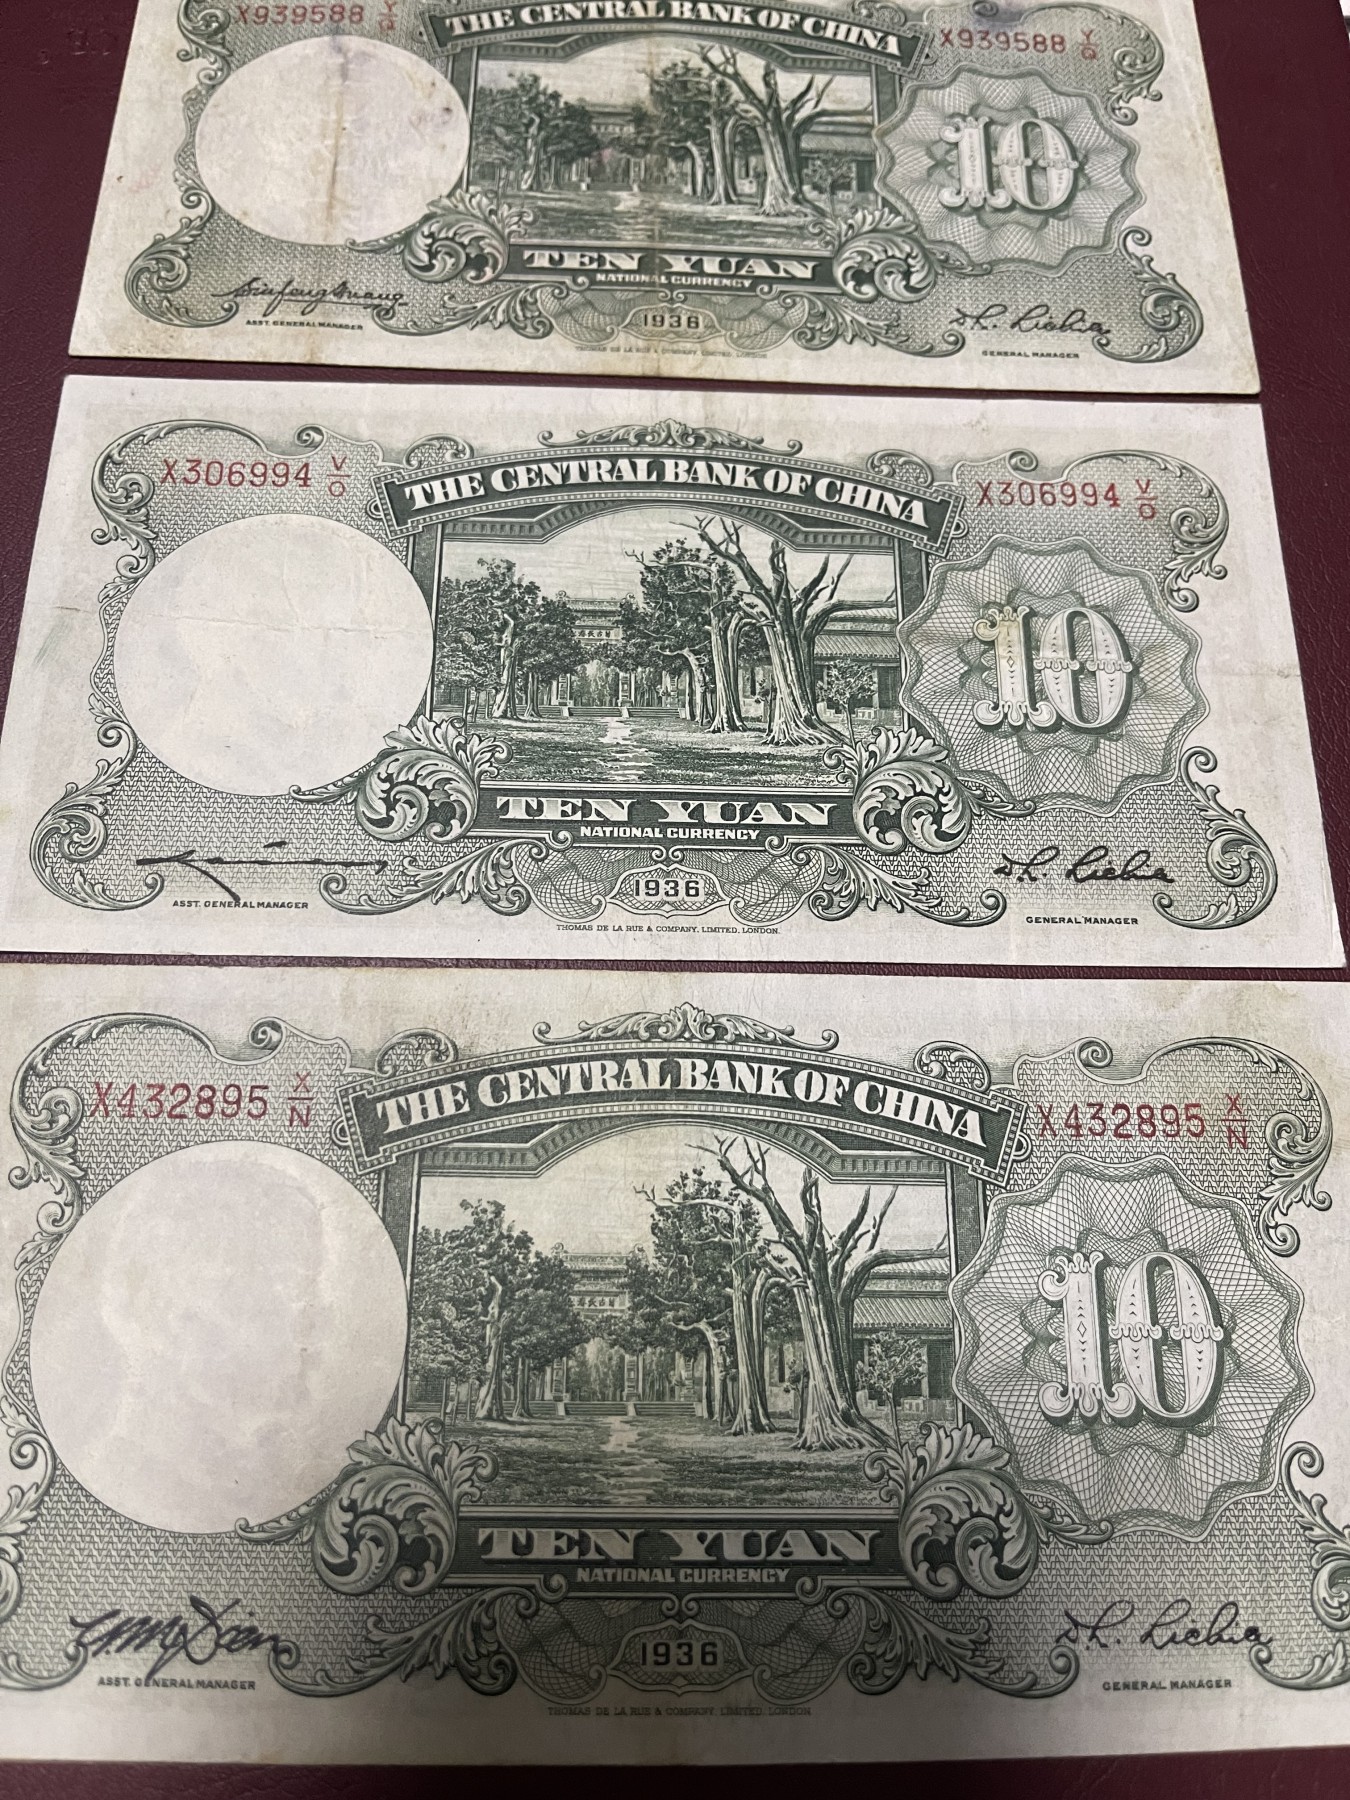 X939588 Y/Q
THE CENTRAL BANK OF CHINA
X939588 Y/Q
10
TEN YUAN
NATIONAL CURRENCY
1936
ASST. GENERAL MANAGER
THOMAS DE LA RUE & COMPANY, LIMITED, LONDON
GENERAL MANAGER
X306994 V/O
THE CENTRAL BANK OF CHINA
X306994 V/O
10
TEN YUAN
NATIONAL CURRENCY
1936
ASST. GENERAL MANAGER
THOMAS DE LA RUE & COMPANY, LIMITED, LONDON.
GENERAL MANAGER
X432895 X/N
THE CENTRAL BANK OF CHINA
X432895 X/N
10
TEN YUAN
NATIONAL CURRENCY
1936
ASST. GENERAL MANAGER
THOMAS DE LA RUE & COMPANY, LIMITED, LONDON
GENERAL MANAGER